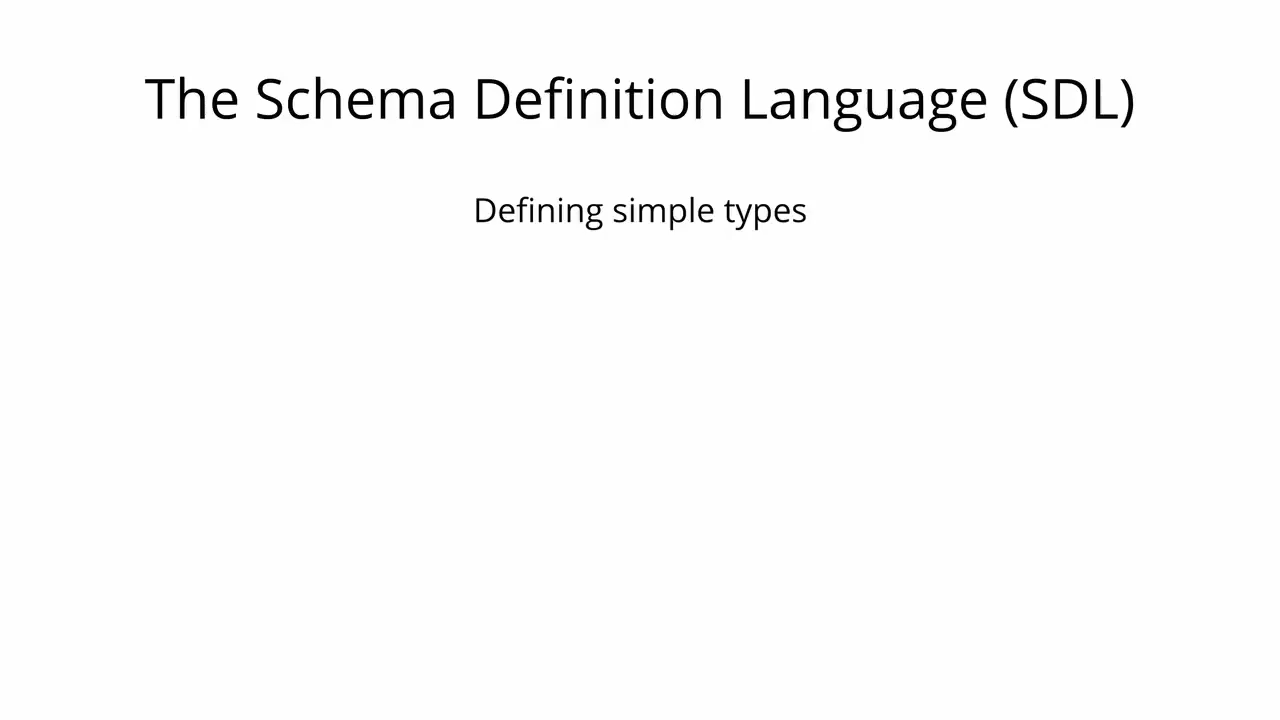 The Schema Definition Language (SDL)
Defining simple types